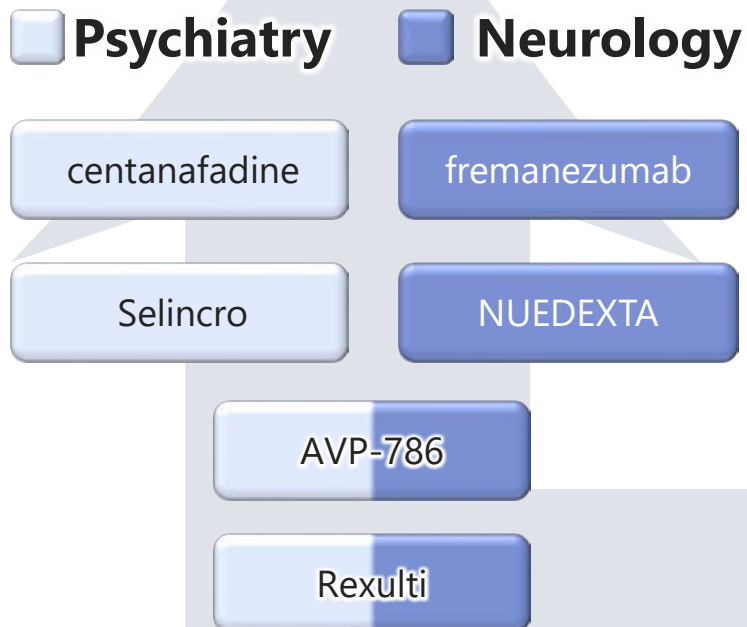 Psychiatry
Neurology
centanafadine
fremanezumab
Selincro
NUEDEXTA
AVP-786
Rexulti